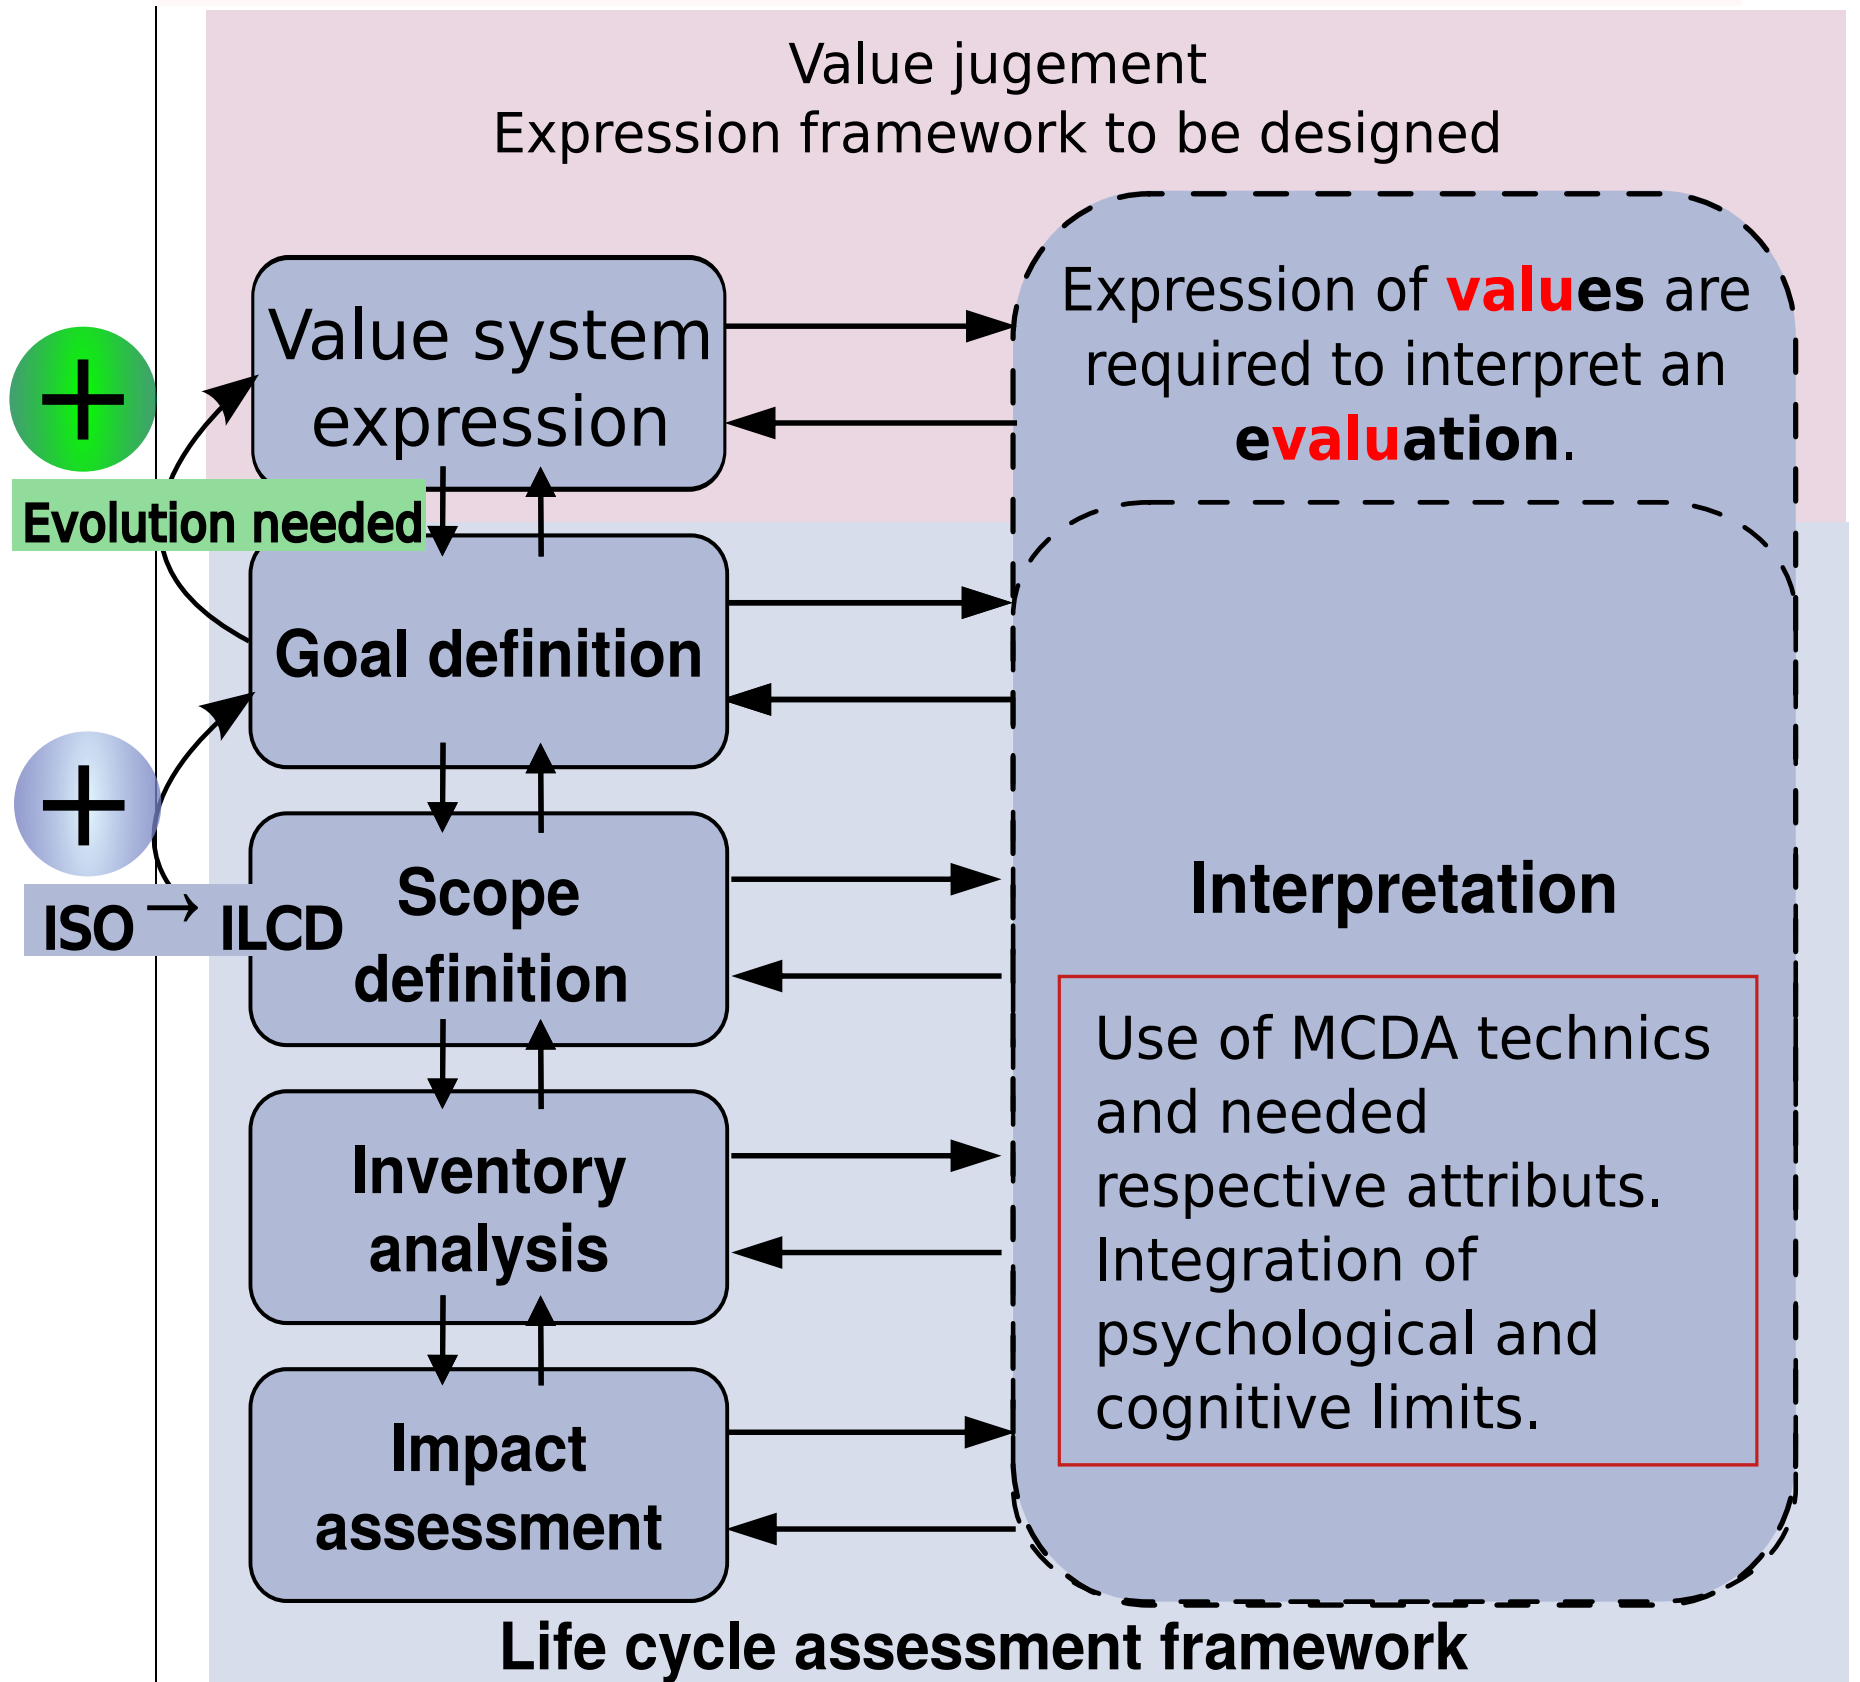 Value jugement
Expression framework to be designed
Value system
expression
Expression of values are
required to interpret an
evaluation.
+
Evolution needed
Goal definition
+
ISO → ILCD
Scope
definition
Interpretation
Use of MCDA technics
and needed
respective attributs.
Integration of
psychological and
cognitive limits.
Inventory
analysis
Impact
assessment
Life cycle assessment framework